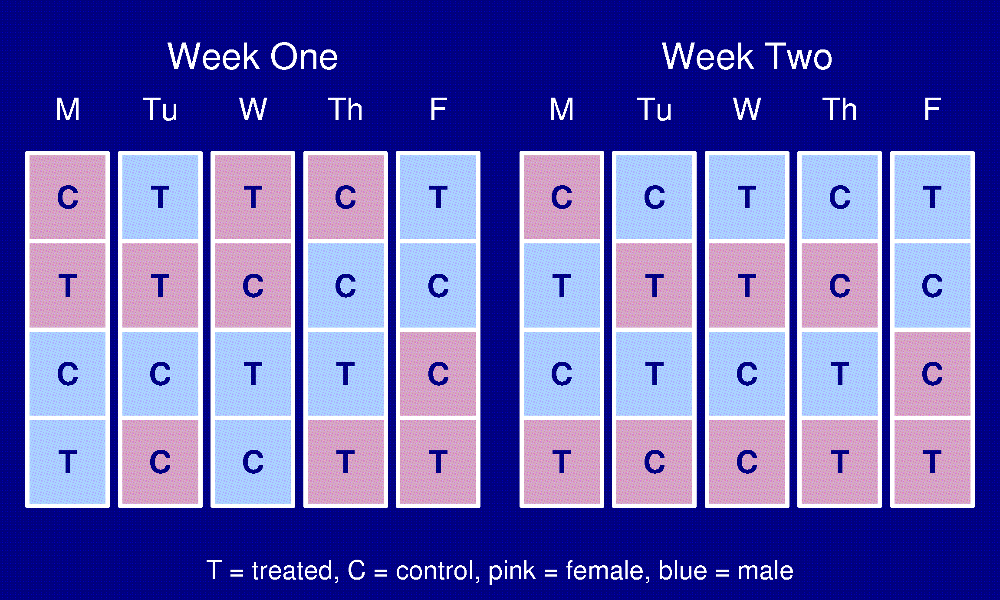 Week One Week Two
M Tu W Th F M Tu W Th F
C T T C T C C T C T
T T C C C T T T C C
C C T T C C T C T C
T C C T T T C C T T
T = treated, C = control, pink = female, blue = male